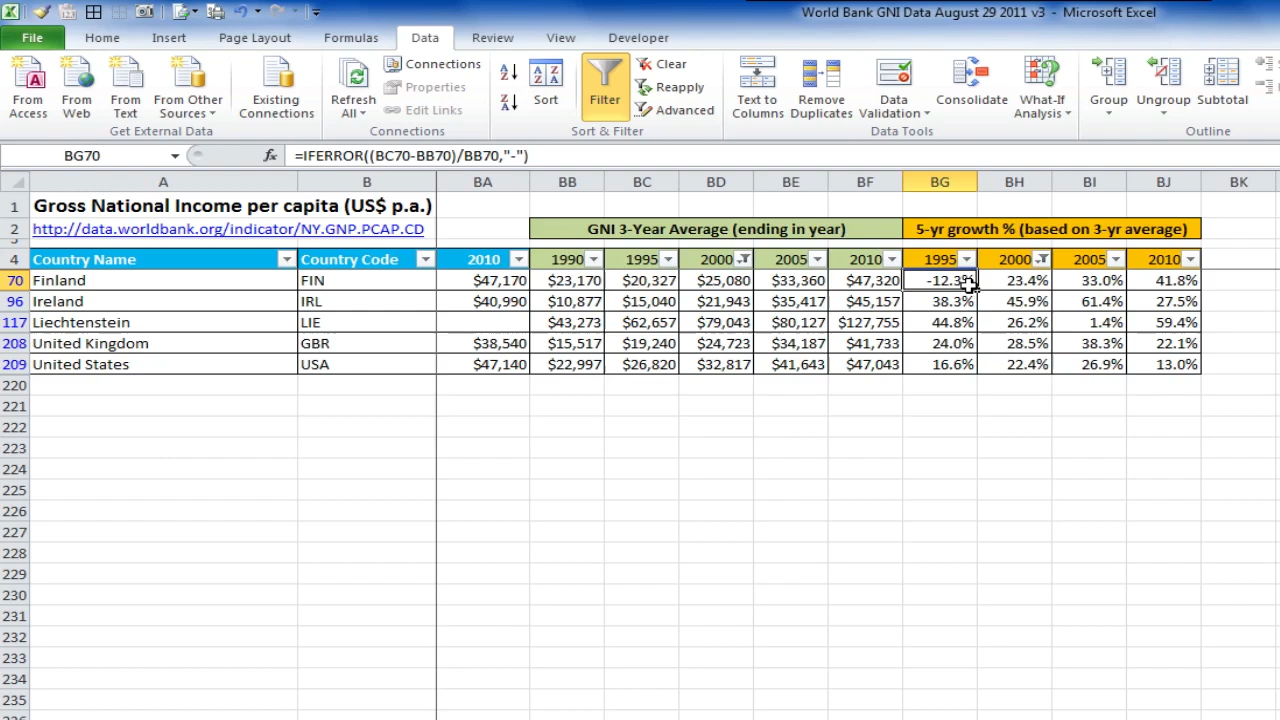 World Bank GNI Data August 29 2011 v3 - Microsoft Excel
File Home Insert Page Layout Formulas Data Review View Developer
From Access
From Web
From Text
From Other Sources
Existing Connections
Get External Data
Refresh All
Connections
Properties
Edit Links
Connections
Sort
Filter
Clear
Reapply
Advanced
Sort & Filter
Text to Columns
Remove Duplicates
Data Validation
Consolidate
What-If Analysis
Data Tools
Group
Ungroup
Subtotal
Outline
BG70 fx =IFERROR((BC70-BB70)/BB70,"-")
A B BA BB BC BD BE BF BG BH BI BJ BK
1 Gross National Income per capita (US$ p.a.)
2 http://data.worldbank.org/indicator/NY.GNP.PCAP.CD GNI 3-Year Average (ending in year) 5-yr growth % (based on 3-yr average)
4 Country Name Country Code 2010 1990 1995 2000 2005 2010 1995 2000 2005 2010
70 Finland FIN $47,170 $23,170 $20,327 $25,080 $33,360 $47,320 -12.3% 23.4% 33.0% 41.8%
96 Ireland IRL $40,990 $10,877 $15,040 $21,943 $35,417 $45,157 38.3% 45.9% 61.4% 27.5%
117 Liechtenstein LIE $43,273 $62,657 $79,043 $80,127 $127,755 44.8% 26.2% 1.4% 59.4%
208 United Kingdom GBR $38,540 $15,517 $19,240 $24,723 $34,187 $41,733 24.0% 28.5% 38.3% 22.1%
209 United States USA $47,140 $22,997 $26,820 $32,817 $41,643 $47,043 16.6% 22.4% 26.9% 13.0%
220
221
222
223
224
225
226
227
228
229
230
231
232
233
234
235